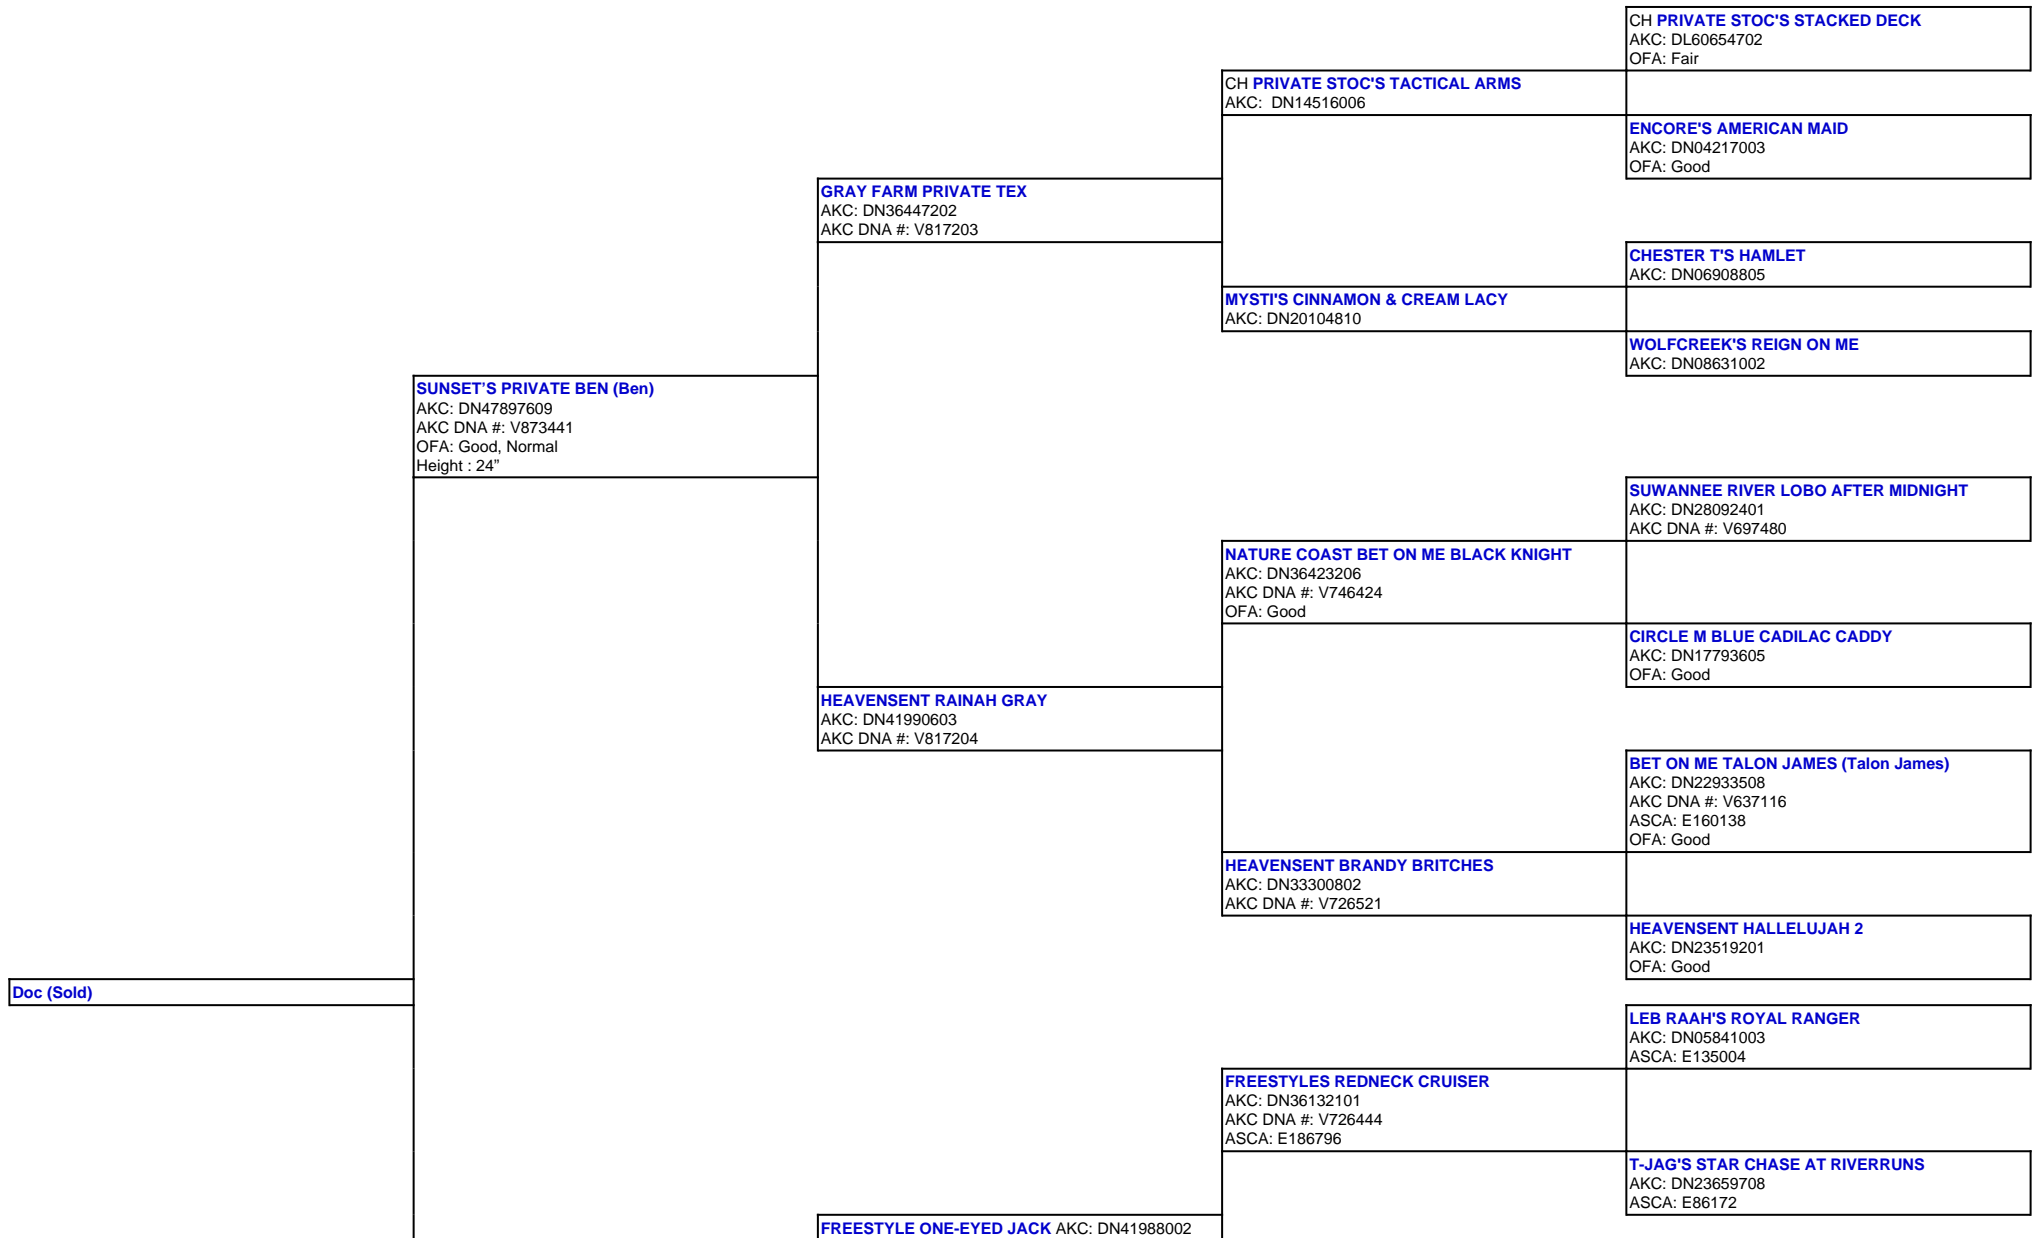 CH PRIVATE STOC'S STACKED DECK
AKC: DL60654702
OFA: Fair
CH PRIVATE STOC'S TACTICAL ARMS
AKC:  DN14516006
ENCORE'S AMERICAN MAID
AKC: DN04217003
OFA: Good
GRAY FARM PRIVATE TEX
AKC: DN36447202
AKC DNA #: V817203
CHESTER T'S HAMLET
AKC: DN06908805
MYSTI'S CINNAMON & CREAM LACY
AKC: DN20104810
WOLFCREEK'S REIGN ON ME
AKC: DN08631002
SUNSET’S PRIVATE BEN (Ben)
AKC: DN47897609
AKC DNA #: V873441
OFA: Good, Normal
Height : 24”
SUWANNEE RIVER LOBO AFTER MIDNIGHT
AKC: DN28092401
AKC DNA #: V697480
NATURE COAST BET ON ME BLACK KNIGHT
AKC: DN36423206
AKC DNA #: V746424
OFA: Good
CIRCLE M BLUE CADILAC CADDY
AKC: DN17793605
OFA: Good
HEAVENSENT RAINAH GRAY
AKC: DN41990603
AKC DNA #: V817204
BET ON ME TALON JAMES (Talon James)
AKC: DN22933508
AKC DNA #: V637116
ASCA: E160138
OFA: Good
HEAVENSENT BRANDY BRITCHES
AKC: DN33300802
AKC DNA #: V726521
HEAVENSENT HALLELUJAH 2
AKC: DN23519201
OFA: Good
Doc (Sold)
LEB RAAH'S ROYAL RANGER
AKC: DN05841003
ASCA: E135004
FREESTYLES REDNECK CRUISER
AKC: DN36132101
AKC DNA #: V726444
ASCA: E186796
T-JAG'S STAR CHASE AT RIVERRUNS
AKC: DN23659708
ASCA: E86172
FREESTYLE ONE-EYED JACK AKC: DN41988002